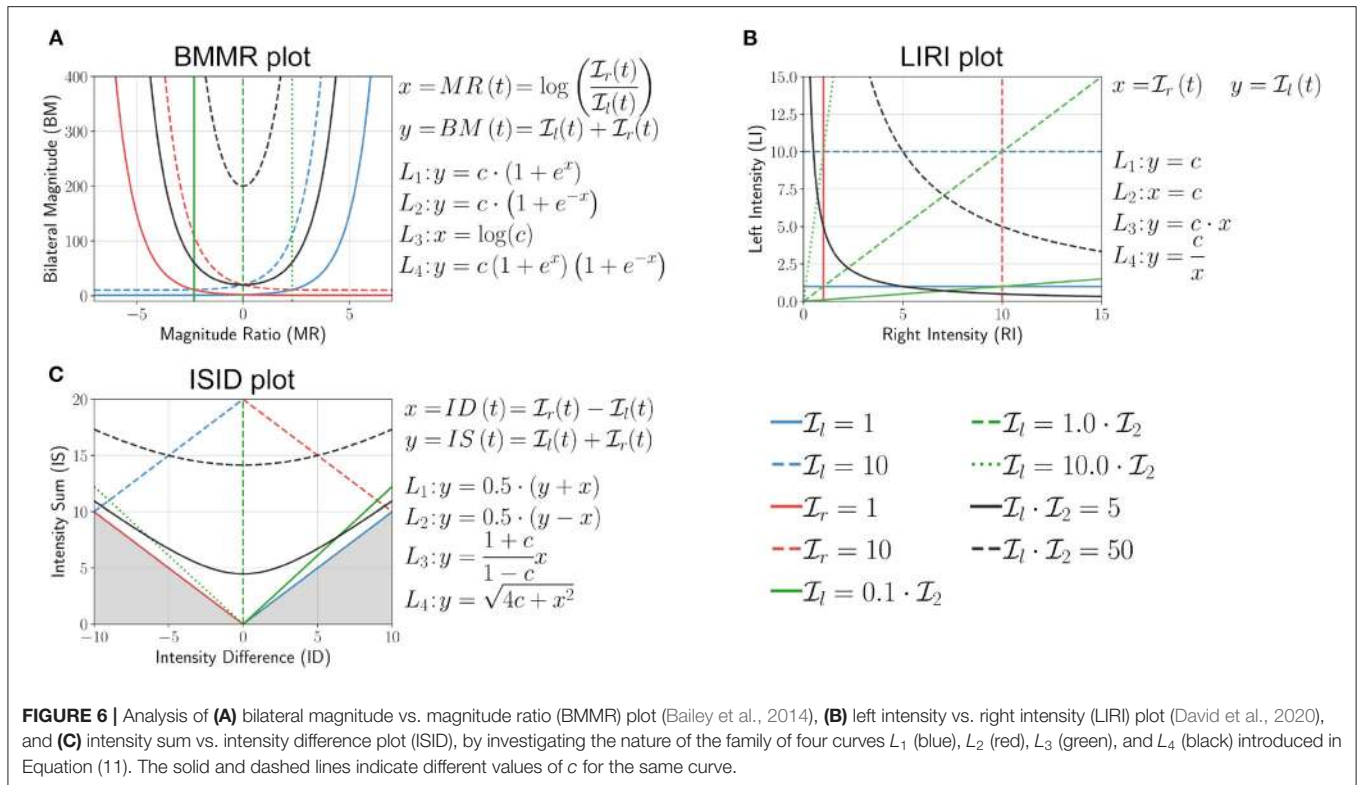 A
BMMR plot
400
300
200
100
0
−5
0
5
Bilateral Magnitude (BM)
Magnitude Ratio (MR)
x = MR (t) = log (ℐr(t) / ℐl(t))
y = BM (t) = ℐl(t) + ℐr(t)
L₁: y = c · (1 + eˣ)
L₂: y = c · (1 + e⁻ˣ)
L₃: x = log(c)
L₄: y = c (1 + eˣ) (1 + e⁻ˣ)
B
LIRI plot
15.0
12.5
10.0
7.5
5.0
2.5
0.0
0
5
10
15
Left Intensity (LI)
Right Intensity (RI)
x = ℐr (t) y = ℐl (t)
L₁: y = c
L₂: x = c
L₃: y = c · x
L₄: y = c / x
C
ISID plot
20
15
10
5
0
−10
−5
0
5
10
Intensity Sum (IS)
Intensity Difference (ID)
x = ID (t) = ℐr(t) − ℐl(t)
y = IS (t) = ℐl(t) + ℐr(t)
L₁: y = 0.5 · (y + x)
L₂: y = 0.5 · (y − x)
L₃: y = (1 + c) / (1 − c) x
L₄: y = √(4c + x²)
ℐl = 1
ℐl = 10
ℐr = 1
ℐr = 10
ℐl = 0.1 · ℐ₂
ℐl = 1.0 · ℐ₂
ℐl = 10.0 · ℐ₂
ℐl · ℐ₂ = 5
ℐl · ℐ₂ = 50
FIGURE 6 | Analysis of (A) bilateral magnitude vs. magnitude ratio (BMMR) plot (Bailey et al., 2014), (B) left intensity vs. right intensity (LIRI) plot (David et al., 2020),
and (C) intensity sum vs. intensity difference plot (ISID), by investigating the nature of the family of four curves L₁ (blue), L₂ (red), L₃ (green), and L₄ (black) introduced in
Equation (11). The solid and dashed lines indicate different values of c for the same curve.